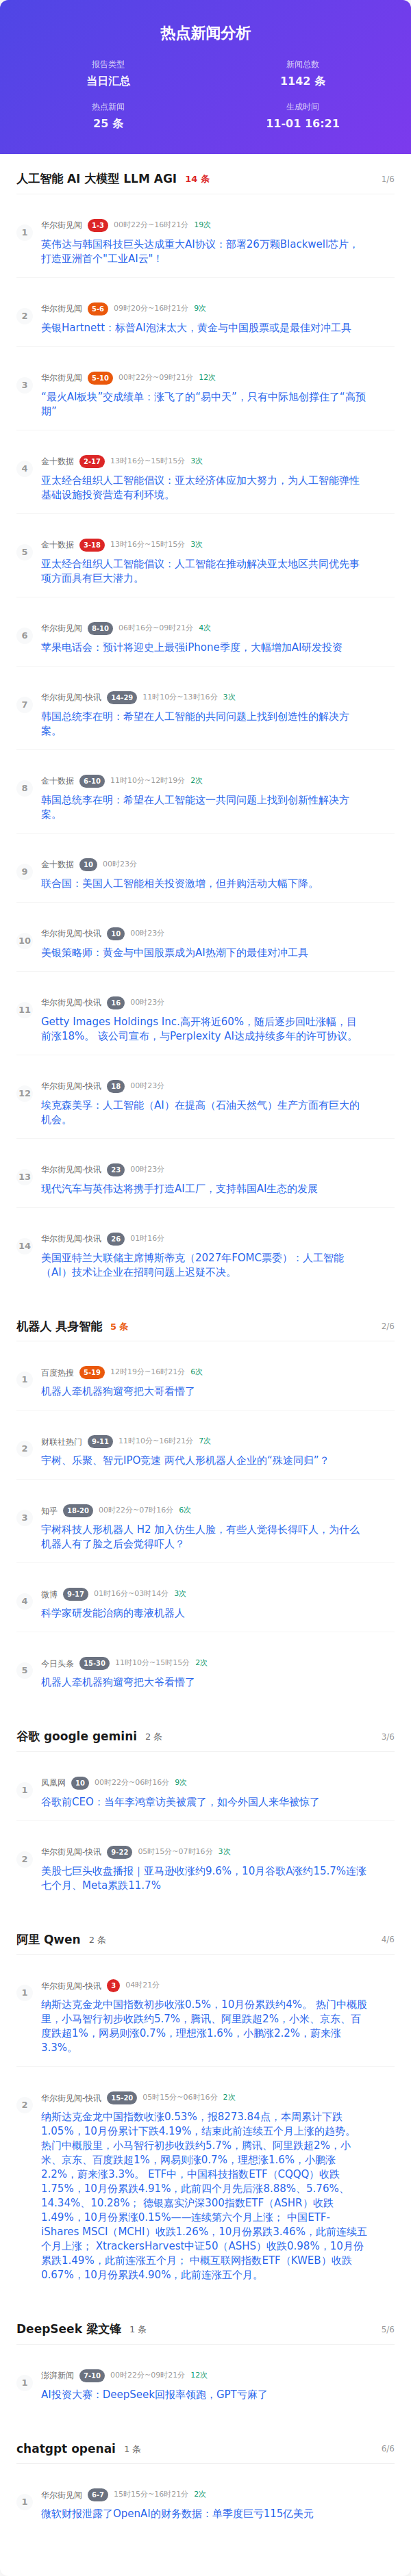 热点新闻分析
报告类型
当日汇总
新闻总数
1142 条
热点新闻
25 条
生成时间
11-01 16:21
人工智能 AI 大模型 LLM AGI 14 条 1/6
1
华尔街见闻 1-3 00时22分~16时21分 19次
英伟达与韩国科技巨头达成重大AI协议：部署26万颗Blackwell芯片，
打造亚洲首个"工业AI云"！
2
华尔街见闻 5-6 09时20分~16时21分 9次
美银Hartnett：标普AI泡沫太大，黄金与中国股票或是最佳对冲工具
3
华尔街见闻 5-10 00时22分~09时21分 12次
“最火AI板块”交成绩单：涨飞了的“易中天”，只有中际旭创撑住了“高预
期”
4
金十数据 2-17 13时16分~15时15分 3次
亚太经合组织人工智能倡议：亚太经济体应加大努力，为人工智能弹性
基础设施投资营造有利环境。
5
金十数据 3-18 13时16分~15时15分 3次
亚太经合组织人工智能倡议：人工智能在推动解决亚太地区共同优先事
项方面具有巨大潜力。
6
华尔街见闻 8-10 06时16分~09时21分 4次
苹果电话会：预计将迎史上最强iPhone季度，大幅增加AI研发投资
7
华尔街见闻-快讯 14-29 11时10分~13时16分 3次
韩国总统李在明：希望在人工智能的共同问题上找到创造性的解决方
案。
8
金十数据 6-10 11时10分~12时19分 2次
韩国总统李在明：希望在人工智能这一共同问题上找到创新性解决方
案。
9
金十数据 10 00时23分
联合国：美国人工智能相关投资激增，但并购活动大幅下降。
10
华尔街见闻-快讯 10 00时23分
美银策略师：黄金与中国股票成为AI热潮下的最佳对冲工具
11
华尔街见闻-快讯 16 00时23分
Getty Images Holdings Inc.高开将近60%，随后逐步回吐涨幅，目
前涨18%。 该公司宣布，与Perplexity AI达成持续多年的许可协议。
12
华尔街见闻-快讯 18 00时23分
埃克森美孚：人工智能（AI）在提高（石油天然气）生产方面有巨大的
机会。
13
华尔街见闻-快讯 23 00时23分
现代汽车与英伟达将携手打造AI工厂，支持韩国AI生态的发展
14
华尔街见闻-快讯 26 01时16分
美国亚特兰大联储主席博斯蒂克（2027年FOMC票委）：人工智能
（AI）技术让企业在招聘问题上迟疑不决。
机器人 具身智能 5 条 2/6
1
百度热搜 5-19 12时19分~16时21分 6次
机器人牵机器狗遛弯把大哥看懵了
2
财联社热门 9-11 11时10分~16时21分 7次
宇树、乐聚、智元IPO竞速 两代人形机器人企业的“殊途同归”？
3
知乎 18-20 00时22分~07时16分 6次
宇树科技人形机器人 H2 加入仿生人脸，有些人觉得长得吓人，为什么
机器人有了脸之后会觉得吓人？
4
微博 9-17 01时16分~03时14分 3次
科学家研发能治病的毒液机器人
5
今日头条 15-30 11时10分~15时15分 2次
机器人牵机器狗遛弯把大爷看懵了
谷歌 google gemini 2 条 3/6
1
凤凰网 10 00时22分~06时16分 9次
谷歌前CEO：当年李鸿章访美被震了，如今外国人来华被惊了
2
华尔街见闻-快讯 9-22 05时15分~07时16分 3次
美股七巨头收盘播报｜亚马逊收涨约9.6%，10月谷歌A涨约15.7%连涨
七个月、Meta累跌11.7%
阿里 Qwen 2 条 4/6
1
华尔街见闻-快讯 3 04时21分
纳斯达克金龙中国指数初步收涨0.5%，10月份累跌约4%。 热门中概股
里，小马智行初步收跌约5.7%，腾讯、阿里跌超2%，小米、京东、百
度跌超1%，网易则涨0.7%，理想涨1.6%，小鹏涨2.2%，蔚来涨
3.3%。
2
华尔街见闻-快讯 15-20 05时15分~06时16分 2次
纳斯达克金龙中国指数收涨0.53%，报8273.84点，本周累计下跌
1.05%，10月份累计下跌4.19%，结束此前连续五个月上涨的趋势。
热门中概股里，小马智行初步收跌约5.7%，腾讯、阿里跌超2%，小
米、京东、百度跌超1%，网易则涨0.7%，理想涨1.6%，小鹏涨
2.2%，蔚来涨3.3%。 ETF中，中国科技指数ETF（CQQQ）收跌
1.75%，10月份累跌4.91%，此前四个月先后涨8.88%、5.76%、
14.34%、10.28%； 德银嘉实沪深300指数ETF（ASHR）收跌
1.49%，10月份累涨0.15%——连续第六个月上涨； 中国ETF-
iShares MSCI（MCHI）收跌1.26%，10月份累跌3.46%，此前连续五
个月上涨； XtrackersHarvest中证50（ASHS）收跌0.98%，10月份
累跌1.49%，此前连涨五个月； 中概互联网指数ETF（KWEB）收跌
0.67%，10月份累跌4.90%，此前连涨五个月。
DeepSeek 梁文锋 1 条 5/6
1
澎湃新闻 7-10 00时22分~09时21分 12次
AI投资大赛：DeepSeek回报率领跑，GPT亏麻了
chatgpt openai 1 条 6/6
1
华尔街见闻 6-7 15时15分~16时21分 2次
微软财报泄露了OpenAI的财务数据：单季度巨亏115亿美元